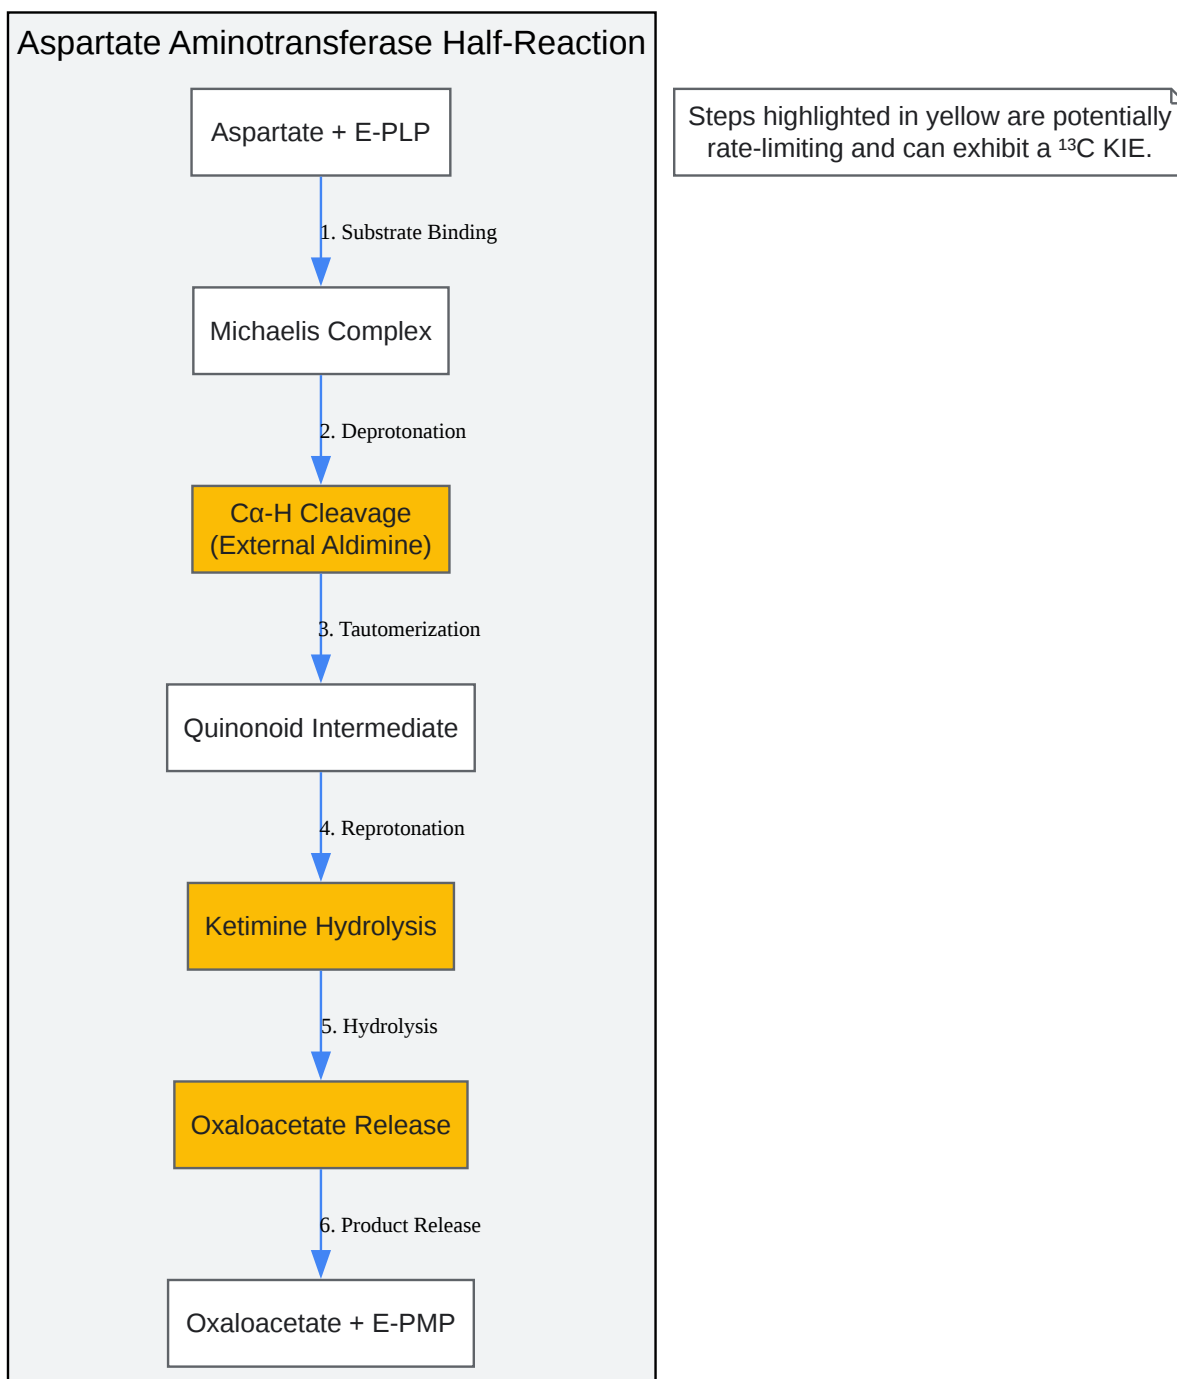 Aspartate Aminotransferase Half-Reaction
Aspartate + E-PLP
Steps highlighted in yellow are potentially
rate-limiting and can exhibit a ¹³C KIE.
1. Substrate Binding
Michaelis Complex
2. Deprotonation
Cα-H Cleavage
(External Aldimine)
3. Tautomerization
Quinonoid Intermediate
4. Reprotonation
Ketimine Hydrolysis
5. Hydrolysis
Oxaloacetate Release
6. Product Release
Oxaloacetate + E-PMP